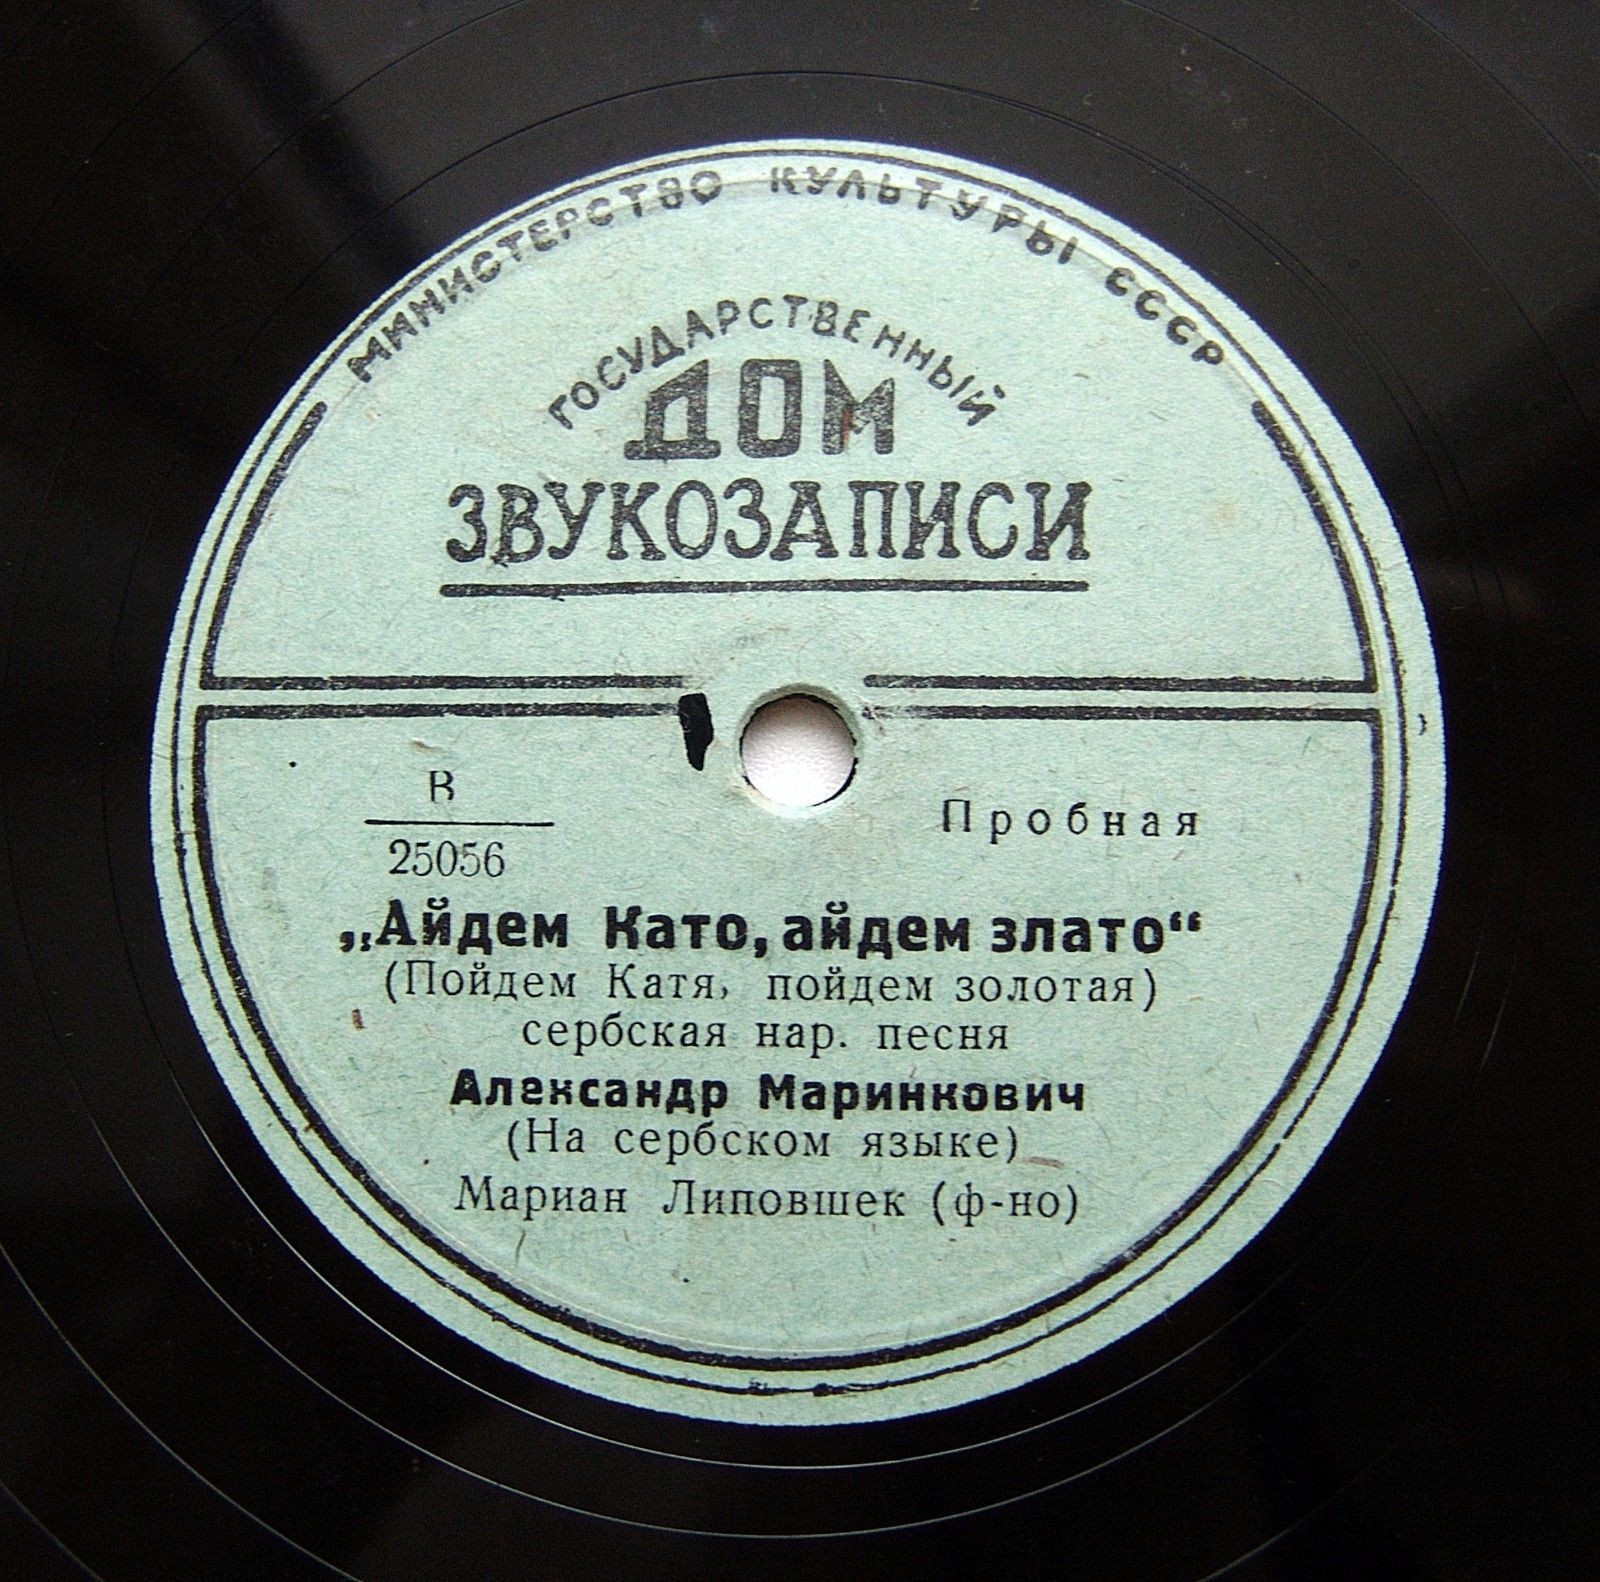 МИНИСТЕРСТВО КУЛЬТУРЫ СССР
ГОСУДАРСТВЕННЫЙ
ДОМ
ЗВУКОЗАПИСИ
В
25056
Пробная
„Айдем Като, айдем злато“
(Пойдем Катя, пойдем золотая)
сербская нар. песня
Александр Маринкович
(На сербском языке)
Мариан Липовшек (ф-но)